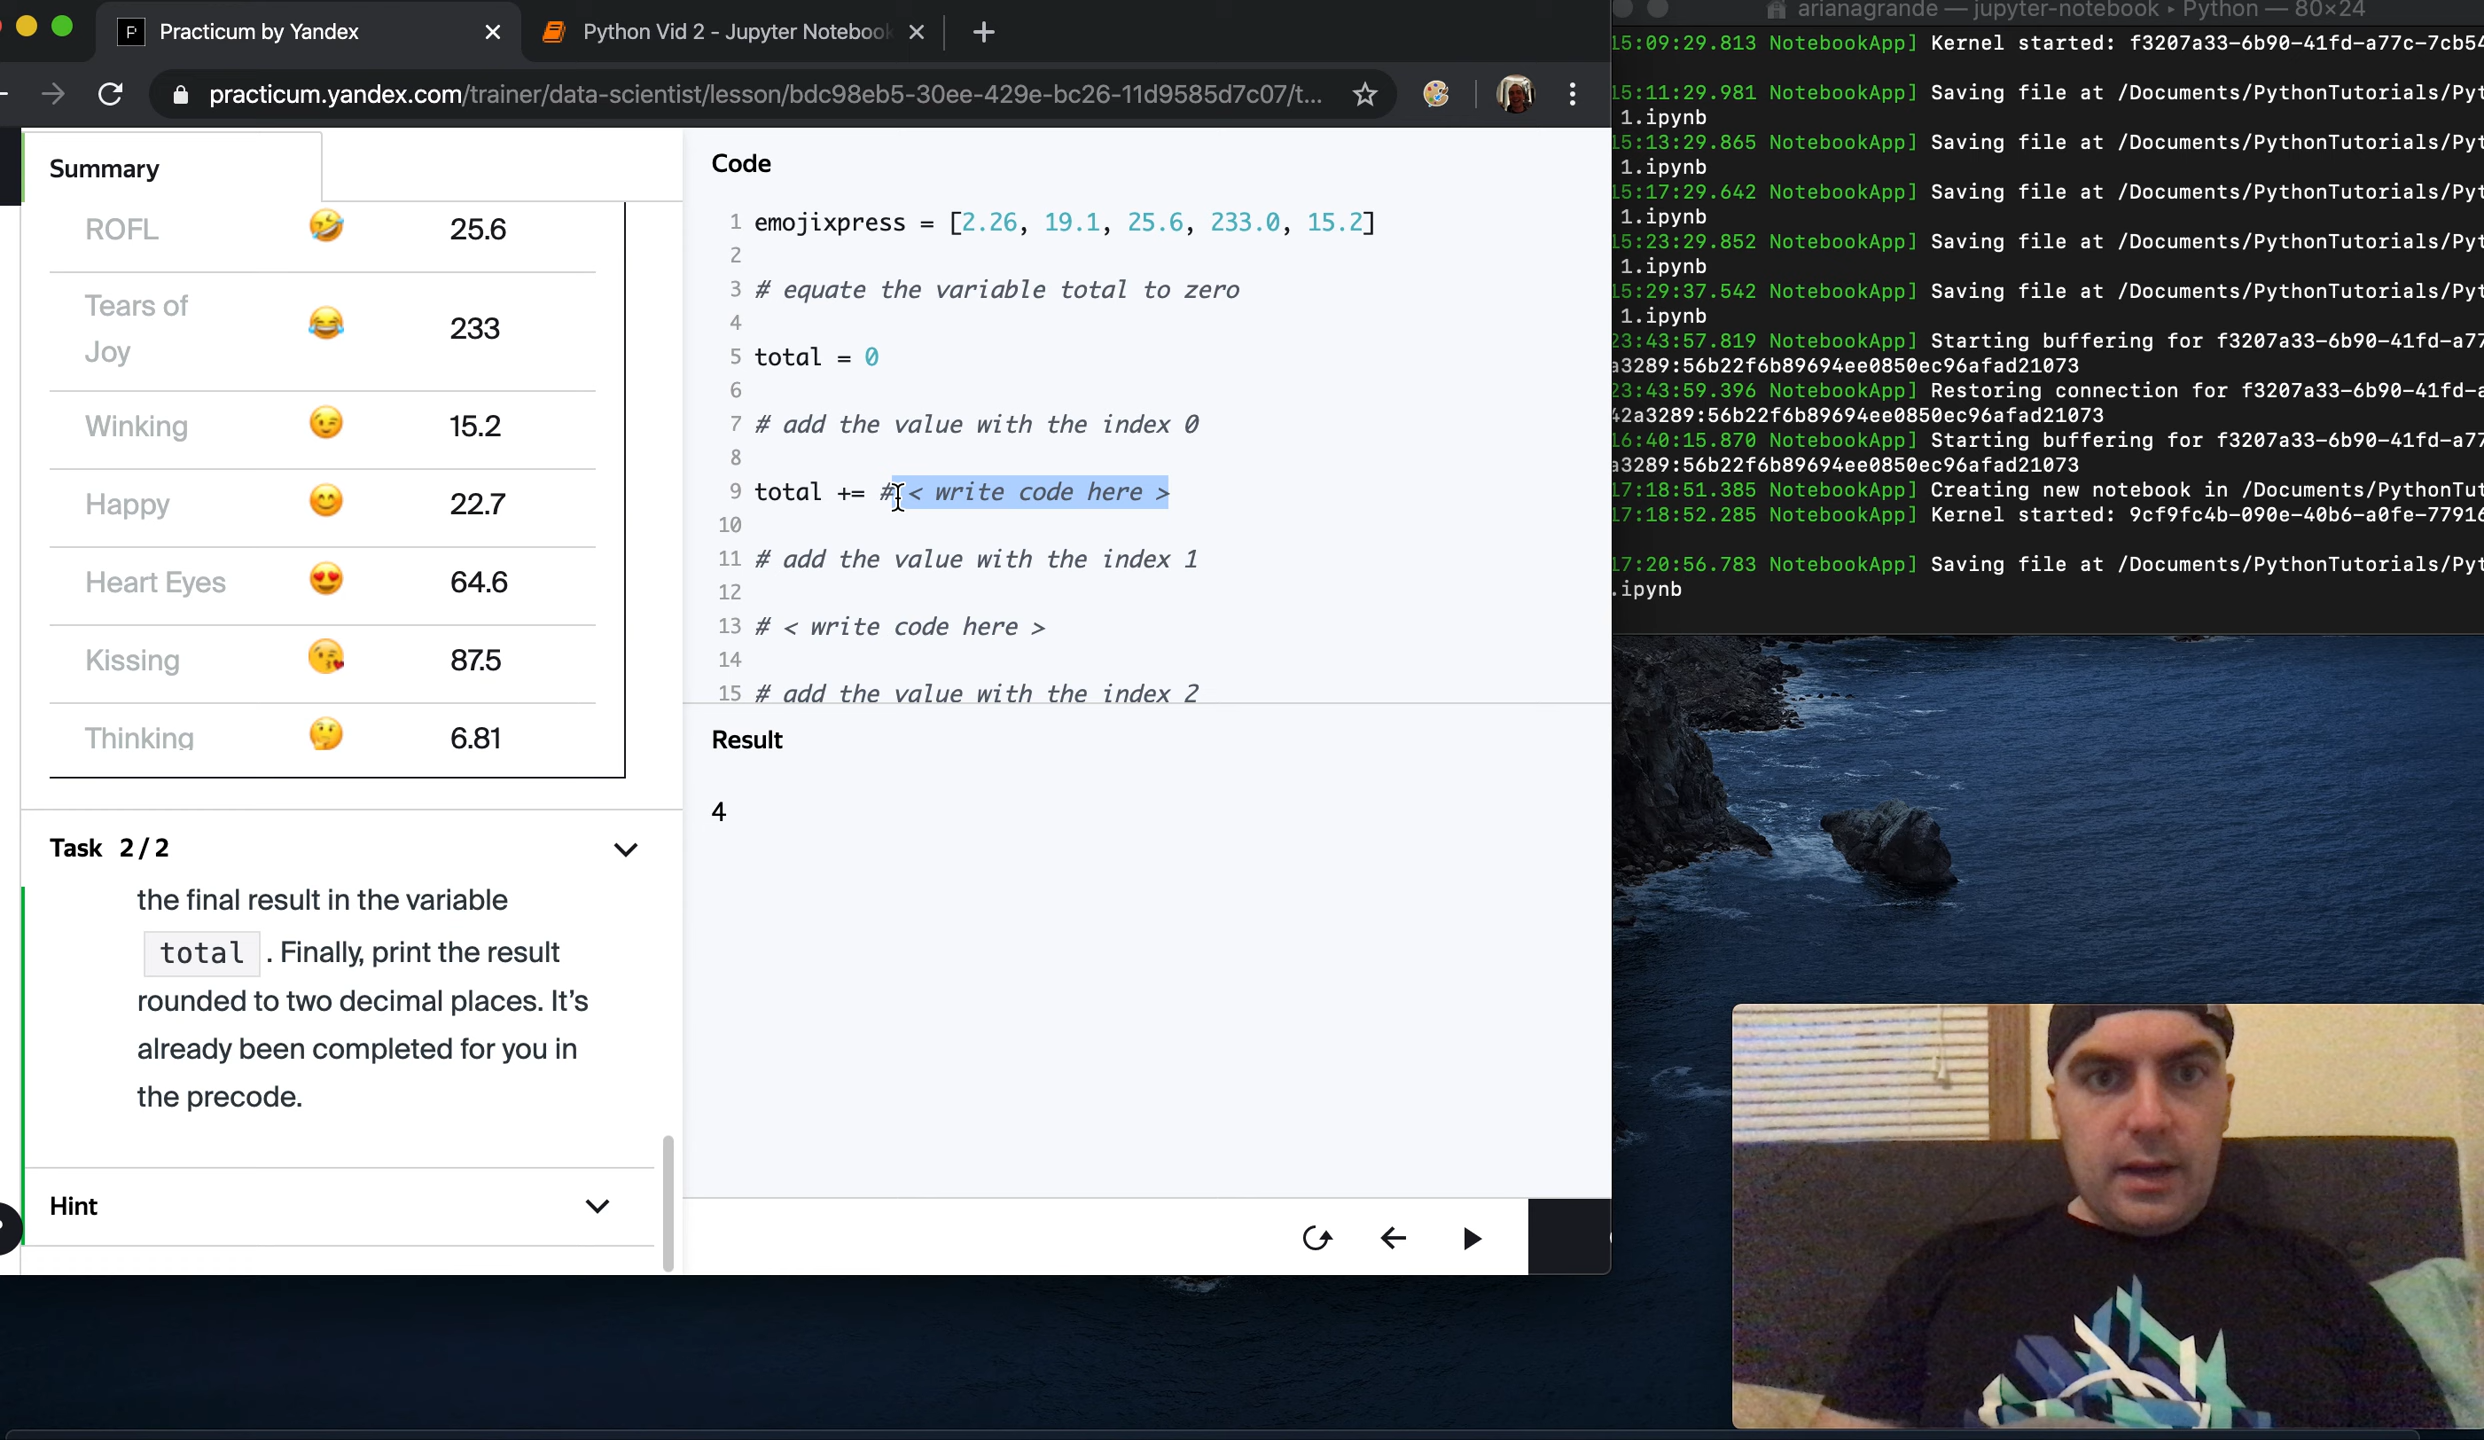 Practicum by Yandex
Python Vid 2 - Jupyter Notebook
practicum.yandex.com/trainer/data-scientist/lesson/bdc98eb5-30ee-429e-bc26-11d9585d7c07/t...
Summary
ROFL 🤣 25.6
Tears of
Joy 😂 233
Winking 😉 15.2
Happy 😊 22.7
Heart Eyes 😍 64.6
Kissing 😘 87.5
Thinking 🤔 6.81
Task 2 / 2
the final result in the variable
total . Finally, print the result
rounded to two decimal places. It's
already been completed for you in
the precode.
Hint
Code
1 emojixpress = [2.26, 19.1, 25.6, 233.0, 15.2]
2
3 # equate the variable total to zero
4
5 total = 0
6
7 # add the value with the index 0
8
9 total += # < write code here >
10
11 # add the value with the index 1
12
13 # < write code here >
14
15 # add the value with the index 2
Result
4
arianagrande — jupyter-notebook ▸ Python — 80×24
15:09:29.813 NotebookApp] Kernel started: f3207a33-6b90-41fd-a77c-7cb54
15:11:29.981 NotebookApp] Saving file at /Documents/PythonTutorials/Pyt
1.ipynb
15:13:29.865 NotebookApp] Saving file at /Documents/PythonTutorials/Pyt
1.ipynb
15:17:29.642 NotebookApp] Saving file at /Documents/PythonTutorials/Pyt
1.ipynb
15:23:29.852 NotebookApp] Saving file at /Documents/PythonTutorials/Pyt
1.ipynb
15:29:37.542 NotebookApp] Saving file at /Documents/PythonTutorials/Pyt
1.ipynb
23:43:57.819 NotebookApp] Starting buffering for f3207a33-6b90-41fd-a77
a3289:56b22f6b89694ee0850ec96afad21073
23:43:59.396 NotebookApp] Restoring connection for f3207a33-6b90-41fd-a
42a3289:56b22f6b89694ee0850ec96afad21073
16:40:15.870 NotebookApp] Starting buffering for f3207a33-6b90-41fd-a77
a3289:56b22f6b89694ee0850ec96afad21073
17:18:51.385 NotebookApp] Creating new notebook in /Documents/PythonTut
17:18:52.285 NotebookApp] Kernel started: 9cf9fc4b-090e-40b6-a0fe-77916
17:20:56.783 NotebookApp] Saving file at /Documents/PythonTutorials/Pyt
.ipynb